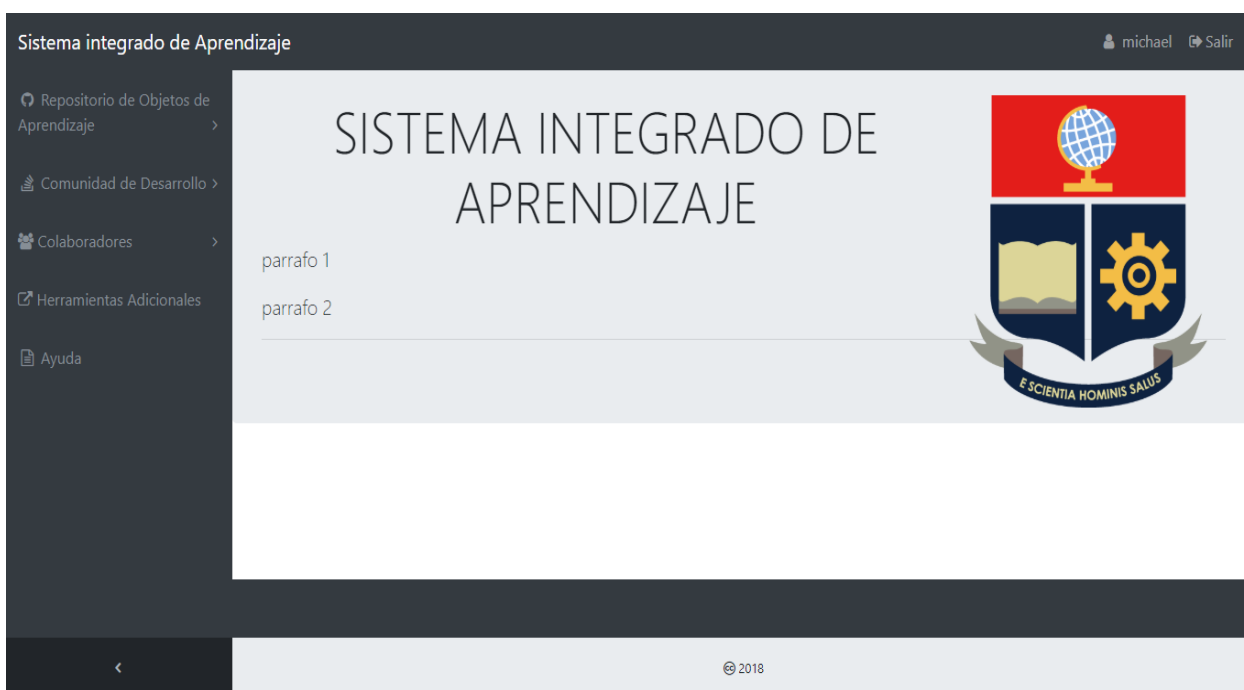 Sistema integrado de Aprendizaje
michael
Salir
Repositorio de Objetos de
Aprendizaje
Comunidad de Desarrollo
Colaboradores
Herramientas Adicionales
Ayuda
SISTEMA INTEGRADO DE
APRENDIZAJE
parrafo 1
parrafo 2
E SCIENTIA HOMINIS SALUS
2018